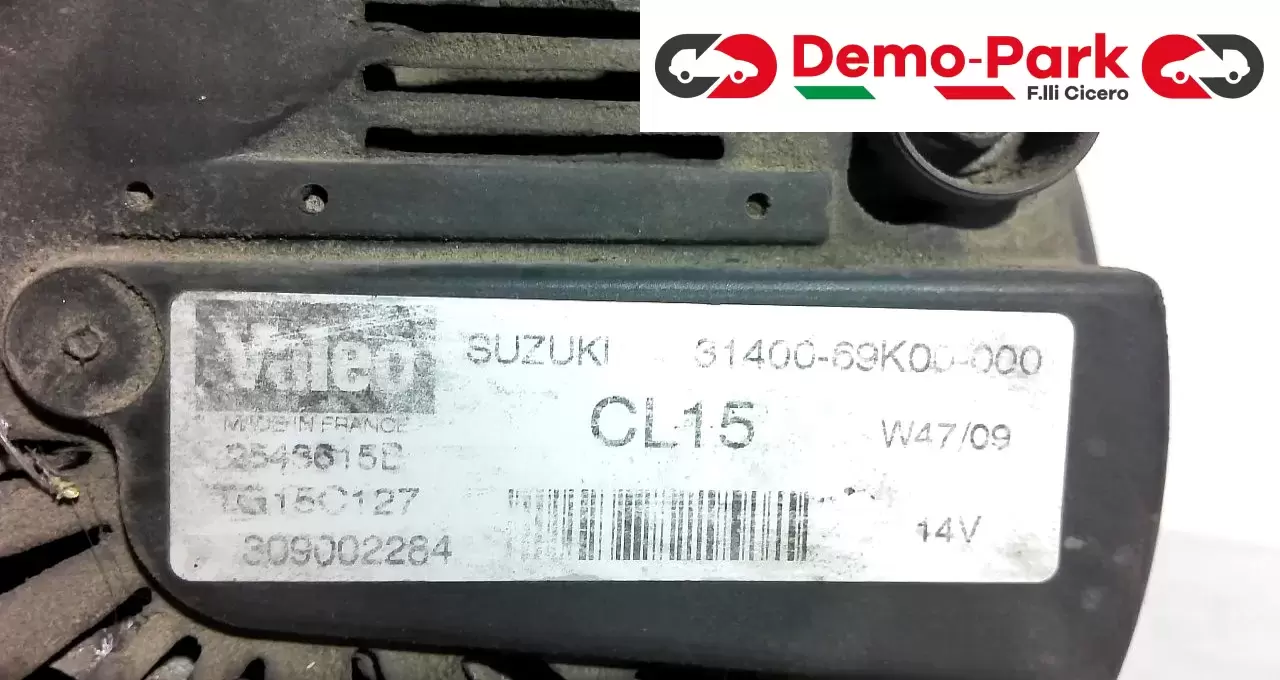 Demo-Park
F.lli Cicero
Valeo
SUZUKI 31400-69K00-000
MADE IN FRANCE
CL15
W47/09
TG15C127
14V
309002284